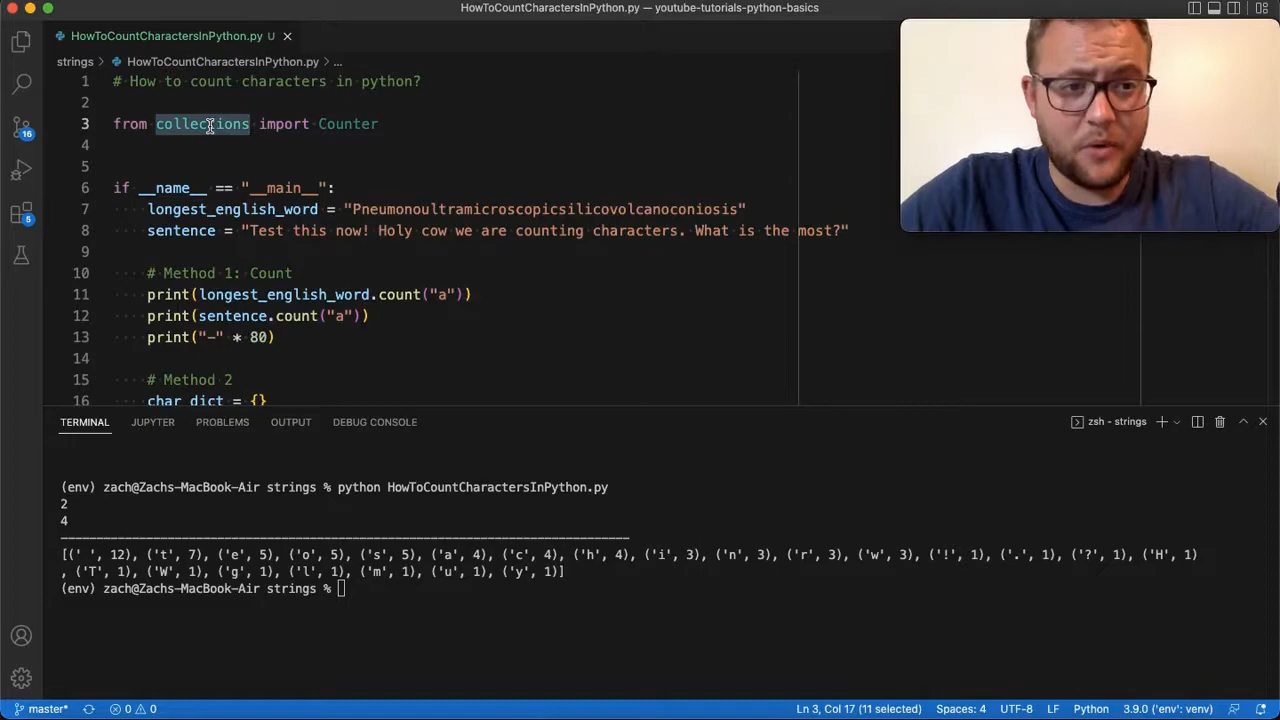 HowToCountCharactersInPython.py — youtube-tutorials-python-basics
HowToCountCharactersInPython.py U
strings > HowToCountCharactersInPython.py > ...
1 # How to count characters in python?
2
3 from collections import Counter
4
5
6 if __name__ == "__main__":
7 longest_english_word = "Pneumonoultramicroscopicsilicovolcanoconiosis"
8 sentence = "Test this now! Holy cow we are counting characters. What is the most?"
9
10 # Method 1: Count
11 print(longest_english_word.count("a"))
12 print(sentence.count("a"))
13 print("-" * 80)
14
15 # Method 2
16 char_dict = {}
16
5
TERMINAL JUPYTER PROBLEMS OUTPUT DEBUG CONSOLE zsh - strings
(env) zach@Zachs-MacBook-Air strings % python HowToCountCharactersInPython.py
2
4
--------------------------------------------------------------------------------
[(' ', 12), ('t', 7), ('e', 5), ('o', 5), ('s', 5), ('a', 4), ('c', 4), ('h', 4), ('i', 3), ('n', 3), ('r', 3), ('w', 3), ('!', 1), ('.', 1), ('?', 1), ('H', 1)
, ('T', 1), ('W', 1), ('g', 1), ('l', 1), ('m', 1), ('u', 1), ('y', 1)]
(env) zach@Zachs-MacBook-Air strings %
master* 0 0 Ln 3, Col 17 (11 selected) Spaces: 4 UTF-8 LF Python 3.9.0 ('env': venv)